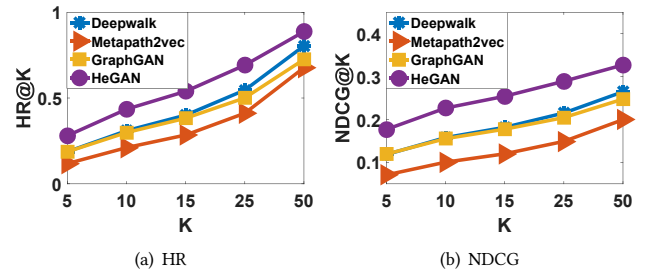 1
0.5
0
HR@K
Deepwalk
Metapath2vec
GraphGAN
HeGAN
5 10 15 25 50
K
(a) HR
0.4
0.3
0.2
0.1
NDCG@K
Deepwalk
Metapath2vec
GraphGAN
HeGAN
5 10 15 25 50
K
(b) NDCG